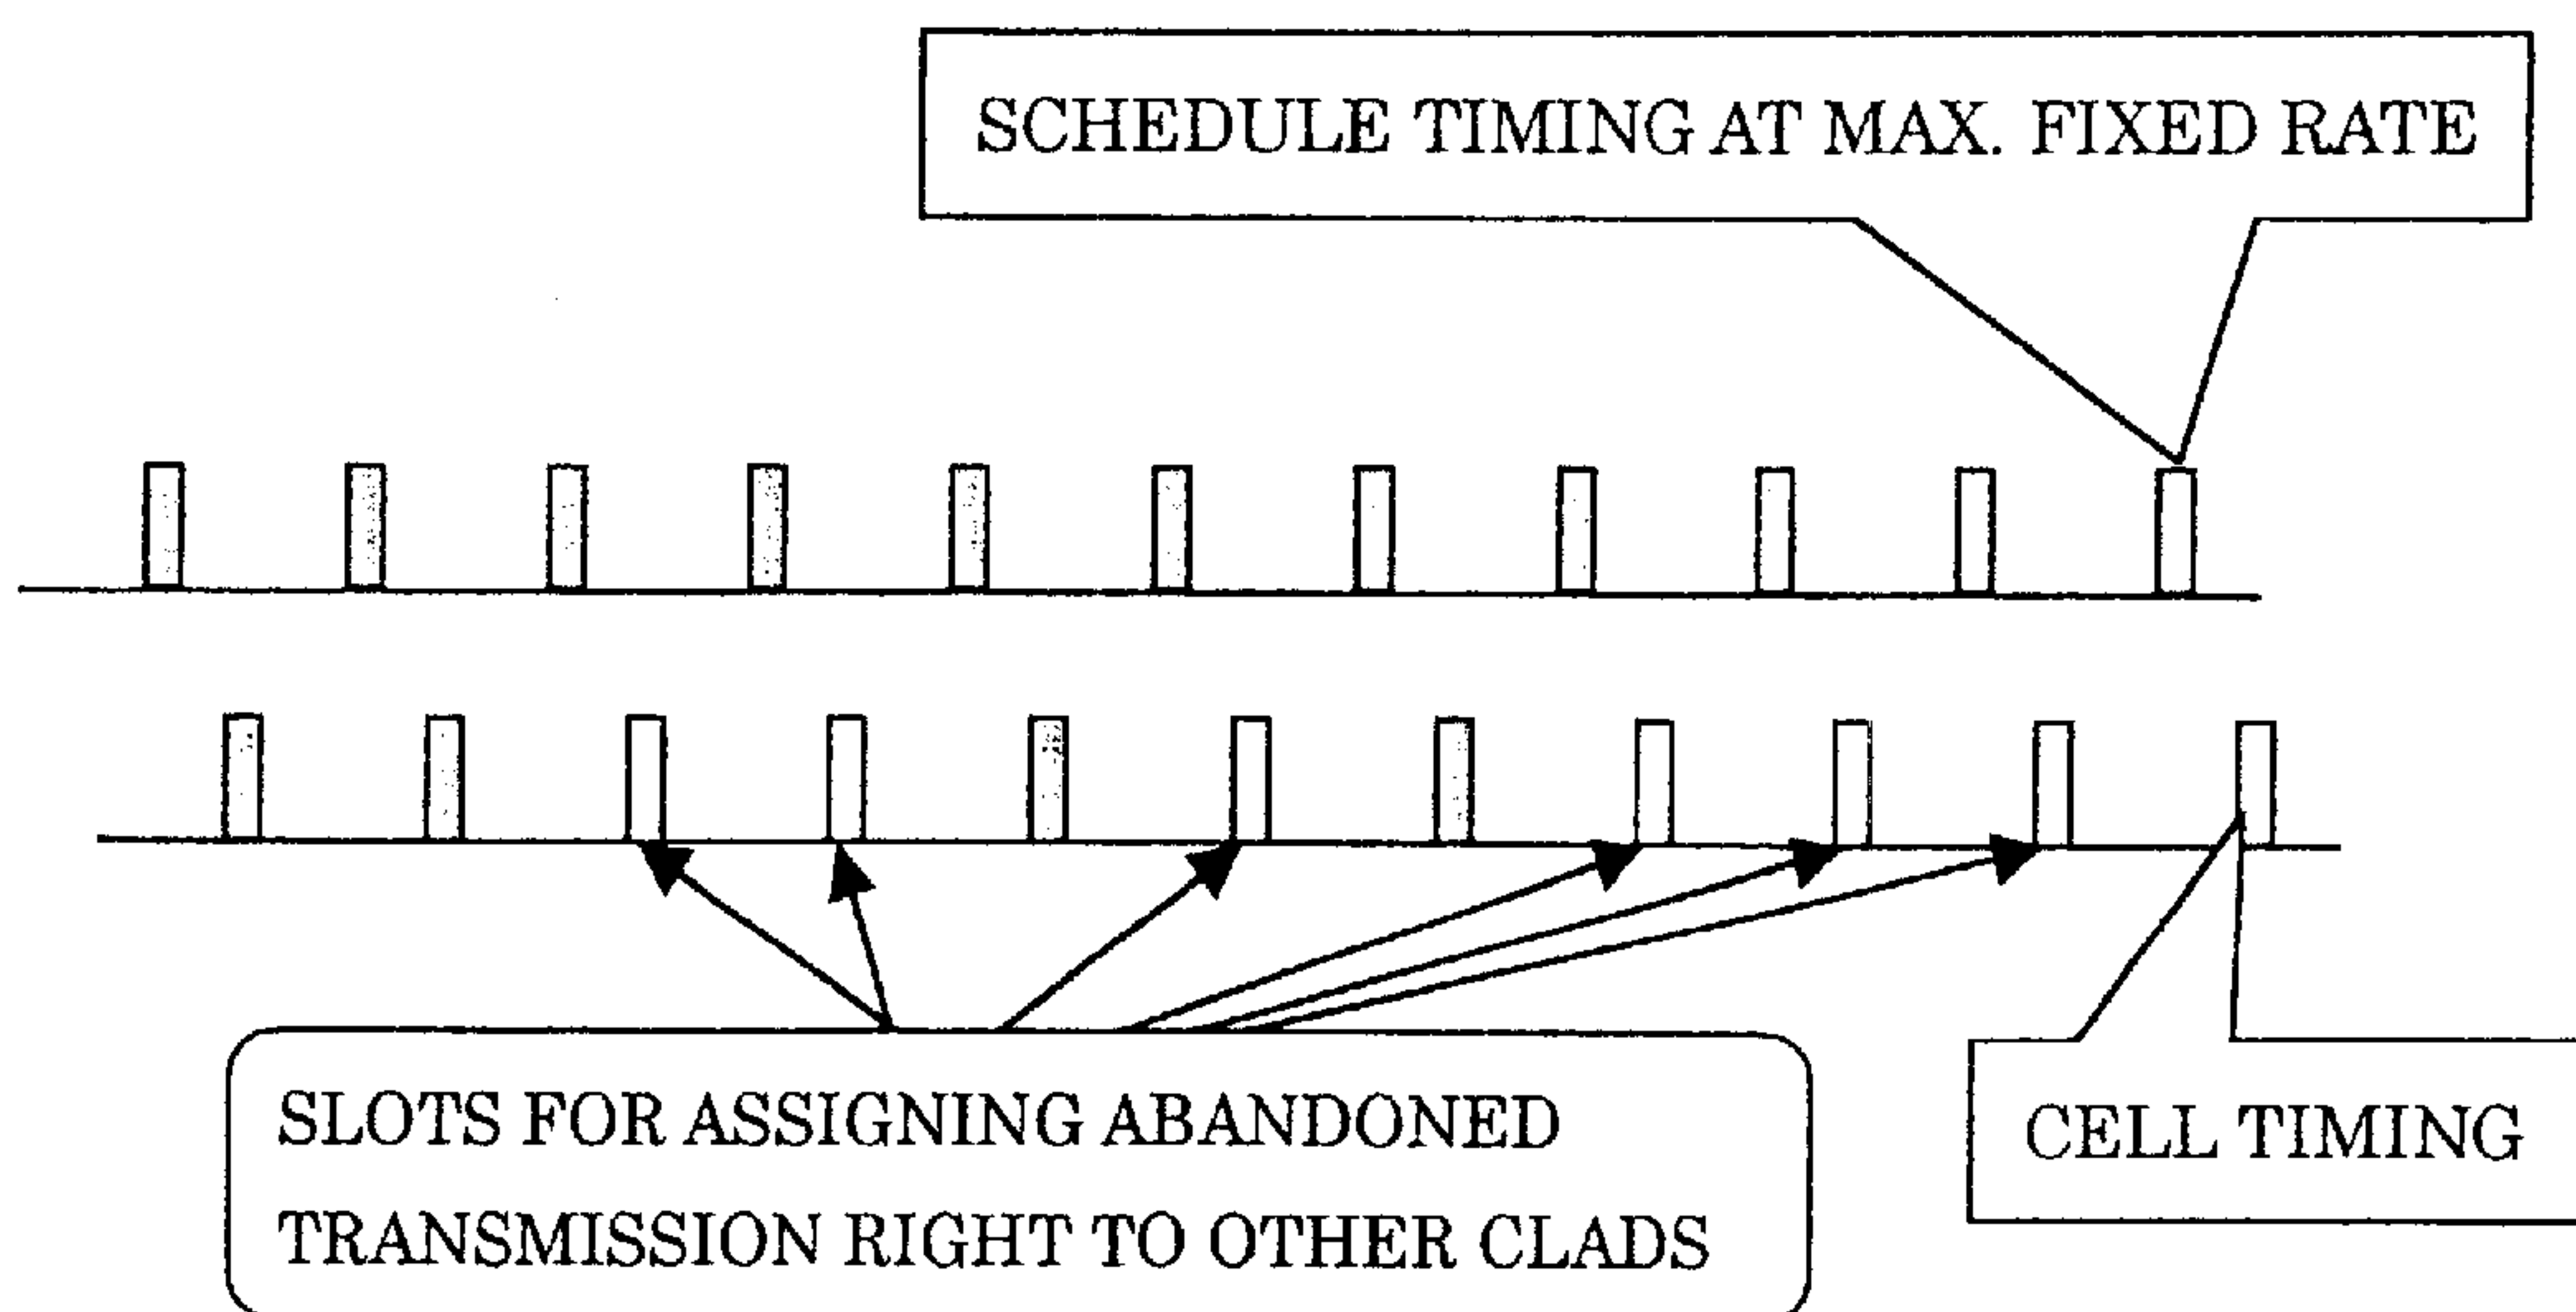 SCHEDULE TIMING AT MAX. FIXED RATE
SLOTS FOR ASSIGNING ABANDONED
TRANSMISSION RIGHT TO OTHER CLADS
CELL TIMING